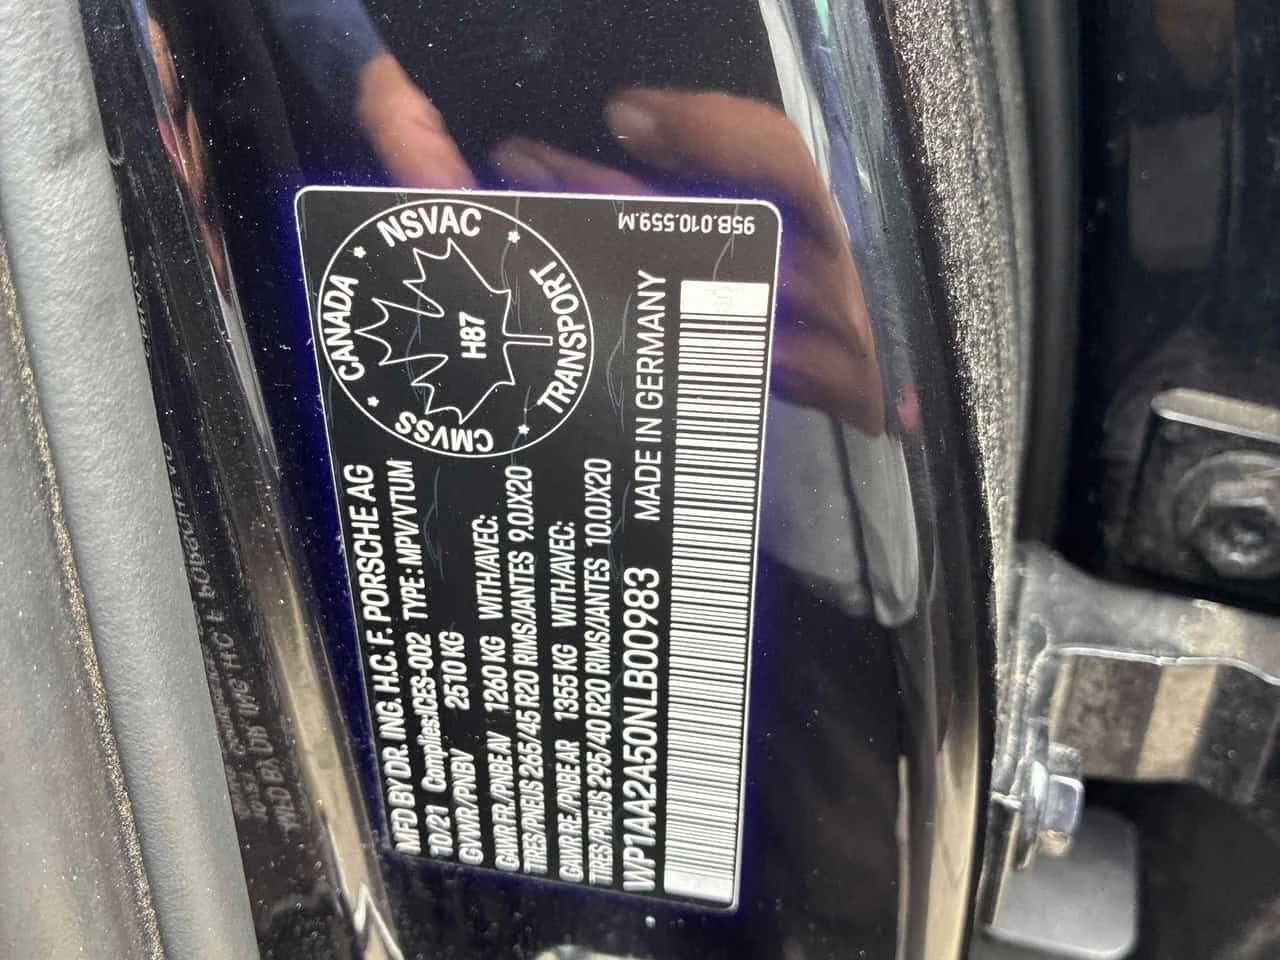 95B.010.559.M
CANADA
NSVAC
TRANSPORT
CMVSS
H87
MFD BY DR. ING. H.C. F. PORSCHE AG
10/21 Complies:ICES-002 TYPE: MPV/VTUM
GVWR/PNBV 2510 KG
GAWR FR./PNBE AV 1260 KG WITH/AVEC:
TIRES/PNEUS 265/45 R20 RIMS/JANTES 9.0JX20
GAWR RE./PNBE AR 1355 KG WITH/AVEC:
TIRES/PNEUS 295/40 R20 RIMS/JANTES 10.0JX20
WP1AA2A50NLB00983 MADE IN GERMANY